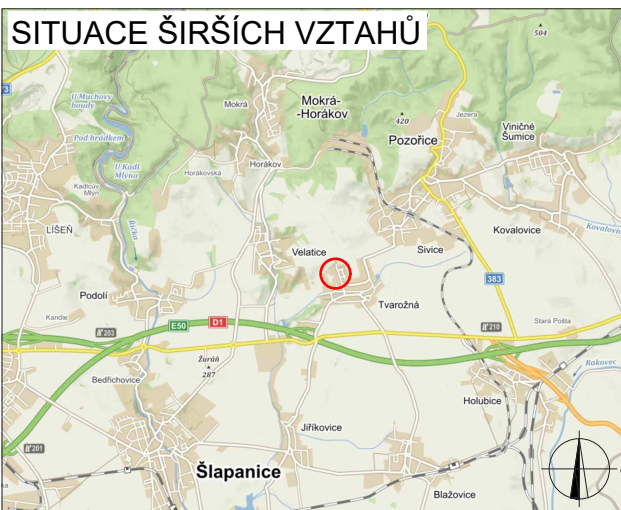 SITUACE ŠIRŠÍCH VZTAHŮ
504
U Muchovy
boudy
Mokrá
Mokrá-
-Horákov
420
Jezera
Pod hrádkem
Pozořice
Viničné
Šumice
U Kadl.
Mlýna
Horákov
Horákovská
Kadlcův
Mlýn
LÍŠEŇ
Říčka
Kovalovice
Velatice
Sivice
383
Podolí
Tvarožná
Kandie
203
E50
D1
210
Stará Pošta
Žuráň
287
Rakovec
Bedřichovice
Holubice
Jiříkovice
201
Šlapanice
Blažovice